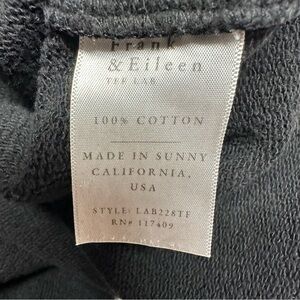 Frank
& Eileen
TEE LAB
100% COTTON
MADE IN SUNNY
CALIFORNIA,
USA
STYLE: LAB228TF
RN# 117409